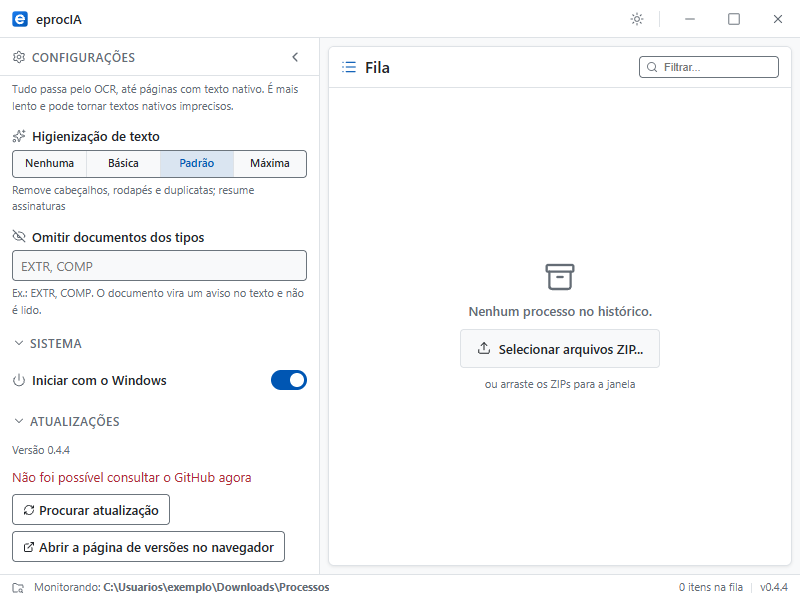 eprocIA
CONFIGURAÇÕES
Tudo passa pelo OCR, até páginas com texto nativo. É mais
lento e pode tornar textos nativos imprecisos.
Higienização de texto
Nenhuma Básica Padrão Máxima
Remove cabeçalhos, rodapés e duplicatas; resume
assinaturas
Omitir documentos dos tipos
EXTR, COMP
Ex.: EXTR, COMP. O documento vira um aviso no texto e não
é lido.
SISTEMA
Iniciar com o Windows
ATUALIZAÇÕES
Versão 0.4.4
Não foi possível consultar o GitHub agora
Procurar atualização
Abrir a página de versões no navegador
Fila
Filtrar...
Nenhum processo no histórico.
Selecionar arquivos ZIP...
ou arraste os ZIPs para a janela
Monitorando: C:\Usuarios\exemplo\Downloads\Processos
0 itens na fila
v0.4.4